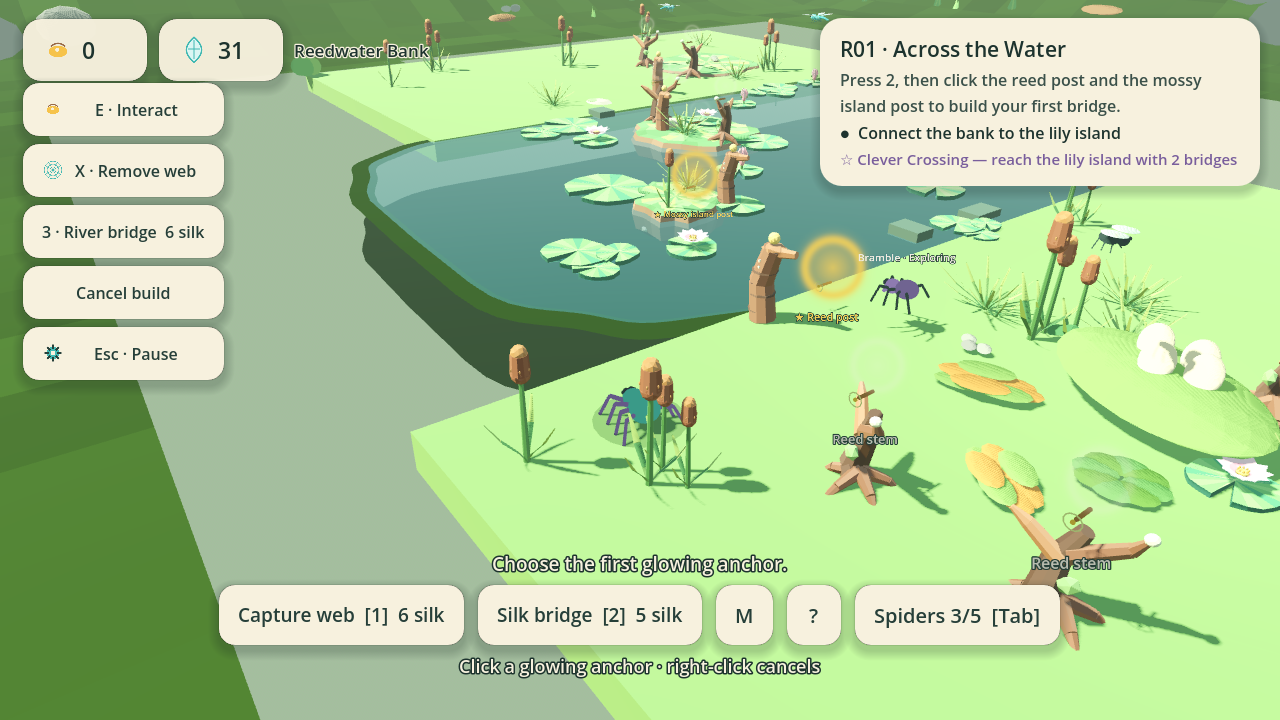 0
31
Reedwater Bank
E · Interact
X · Remove web
3 · River bridge 6 silk
Cancel build
Esc · Pause
R01 · Across the Water
Press 2, then click the reed post and the mossy
island post to build your first bridge.
● Connect the bank to the lily island
☆ Clever Crossing — reach the lily island with 2 bridges
★ Mossy island post
Bramble · Exploring
★ Reed post
Reed stem
Reed stem
Choose the first glowing anchor.
Capture web [1] 6 silk
Silk bridge [2] 5 silk
M
?
Spiders 3/5 [Tab]
Click a glowing anchor · right-click cancels